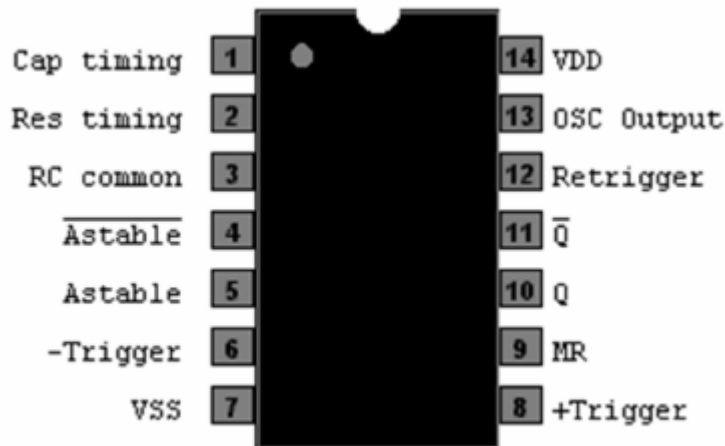 Cap timing 1 14 VDD
Res timing 2 13 OSC Output
RC common 3 12 Retrigger
A̅s̅t̅a̅b̅l̅e̅ 4 11 Q̅
Astable 5 10 Q
-Trigger 6 9 MR
VSS 7 8 +Trigger